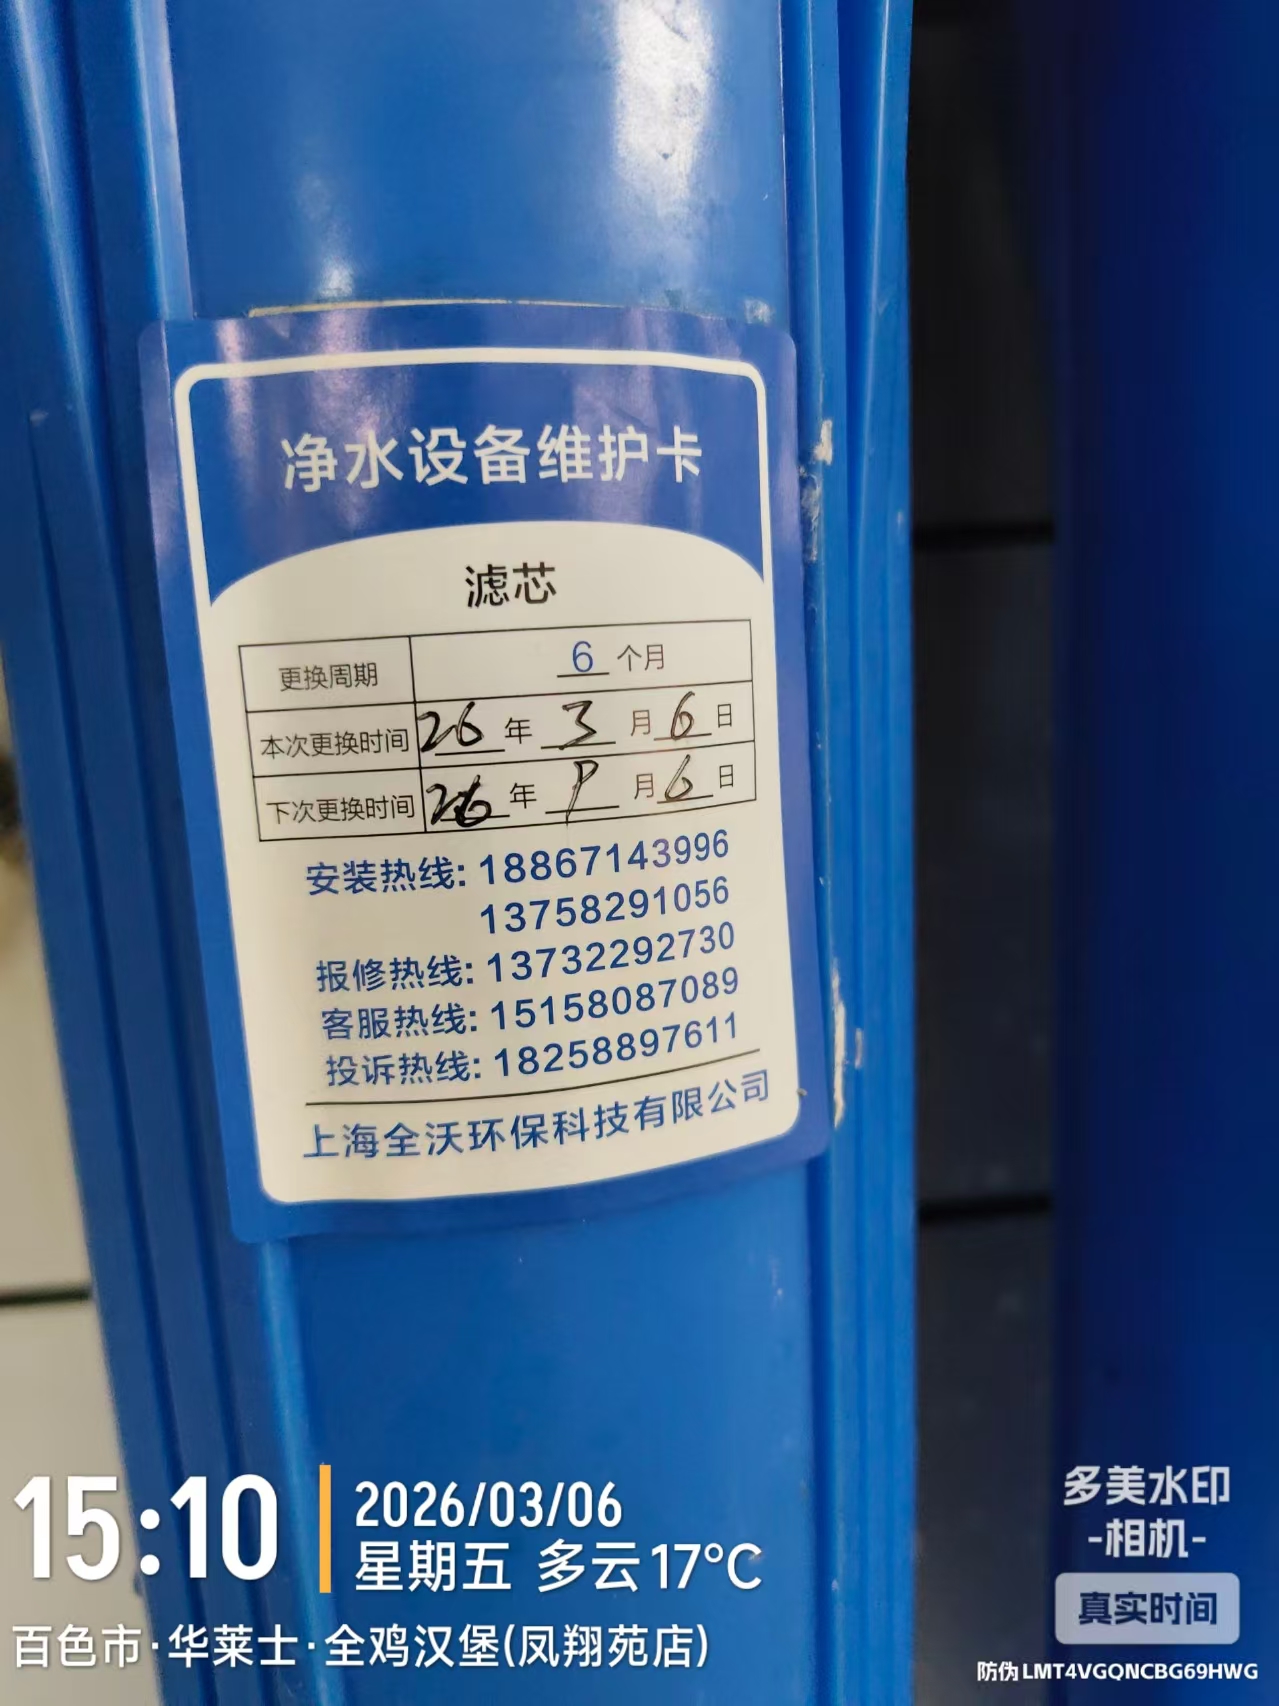 净水设备维护卡
滤芯
更换周期 6 个月
本次更换时间 26 年 3 月 6 日
下次更换时间 26 年 9 月 6 日
安装热线: 18867143996
13758291056
报修热线: 13732292730
客服热线: 15158087089
投诉热线: 18258897611
上海全沃环保科技有限公司
15:10
2026/03/06
星期五 多云 17°C
百色市·华莱士·全鸡汉堡(凤翔苑店)
多美水印
-相机-
真实时间
防伪 LMT4VGQNCBG69HWG